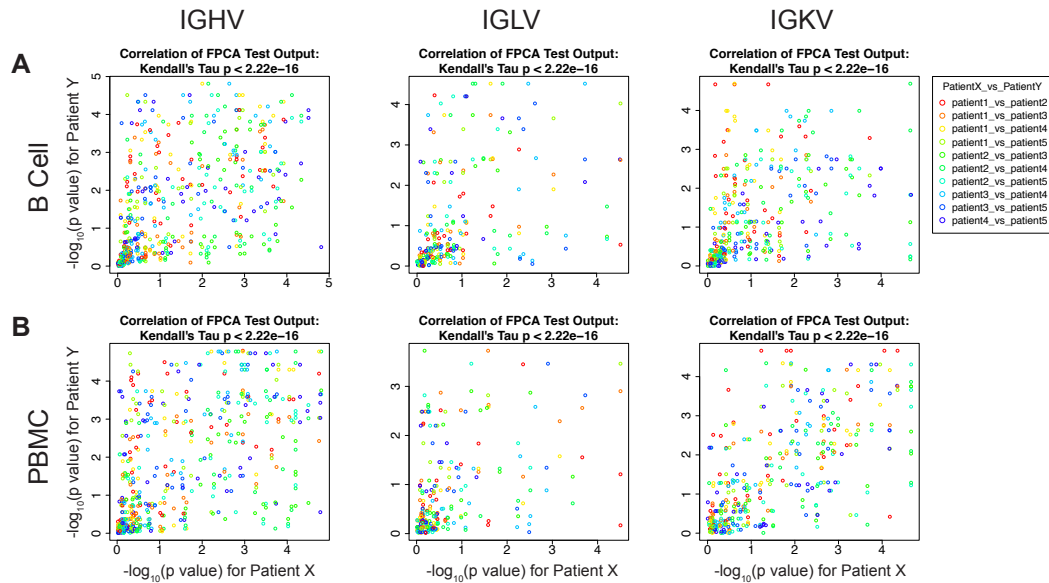 IGHV IGLV IGKV
A
B Cell
Correlation of FPCA Test Output:
Kendall's Tau p < 2.22e−16
-log10(p value) for Patient Y
0 1 2 3 4 5
0 1 2 3 4 5
Correlation of FPCA Test Output:
Kendall's Tau p < 2.22e−16
0 1 2 3 4
0 1 2 3 4
Correlation of FPCA Test Output:
Kendall's Tau p < 2.22e−16
0 1 2 3 4
0 1 2 3 4
PatientX_vs_PatientY
patient1_vs_patient2
patient1_vs_patient3
patient1_vs_patient4
patient1_vs_patient5
patient2_vs_patient3
patient2_vs_patient4
patient2_vs_patient5
patient3_vs_patient4
patient3_vs_patient5
patient4_vs_patient5
B
PBMC
Correlation of FPCA Test Output:
Kendall's Tau p < 2.22e−16
-log10(p value) for Patient Y
0 1 2 3 4
0 1 2 3 4
-log10(p value) for Patient X
Correlation of FPCA Test Output:
Kendall's Tau p < 2.22e−16
0 1 2 3
0 1 2 3 4
-log10(p value) for Patient X
Correlation of FPCA Test Output:
Kendall's Tau p < 2.22e−16
0 1 2 3 4
0 1 2 3 4
-log10(p value) for Patient X